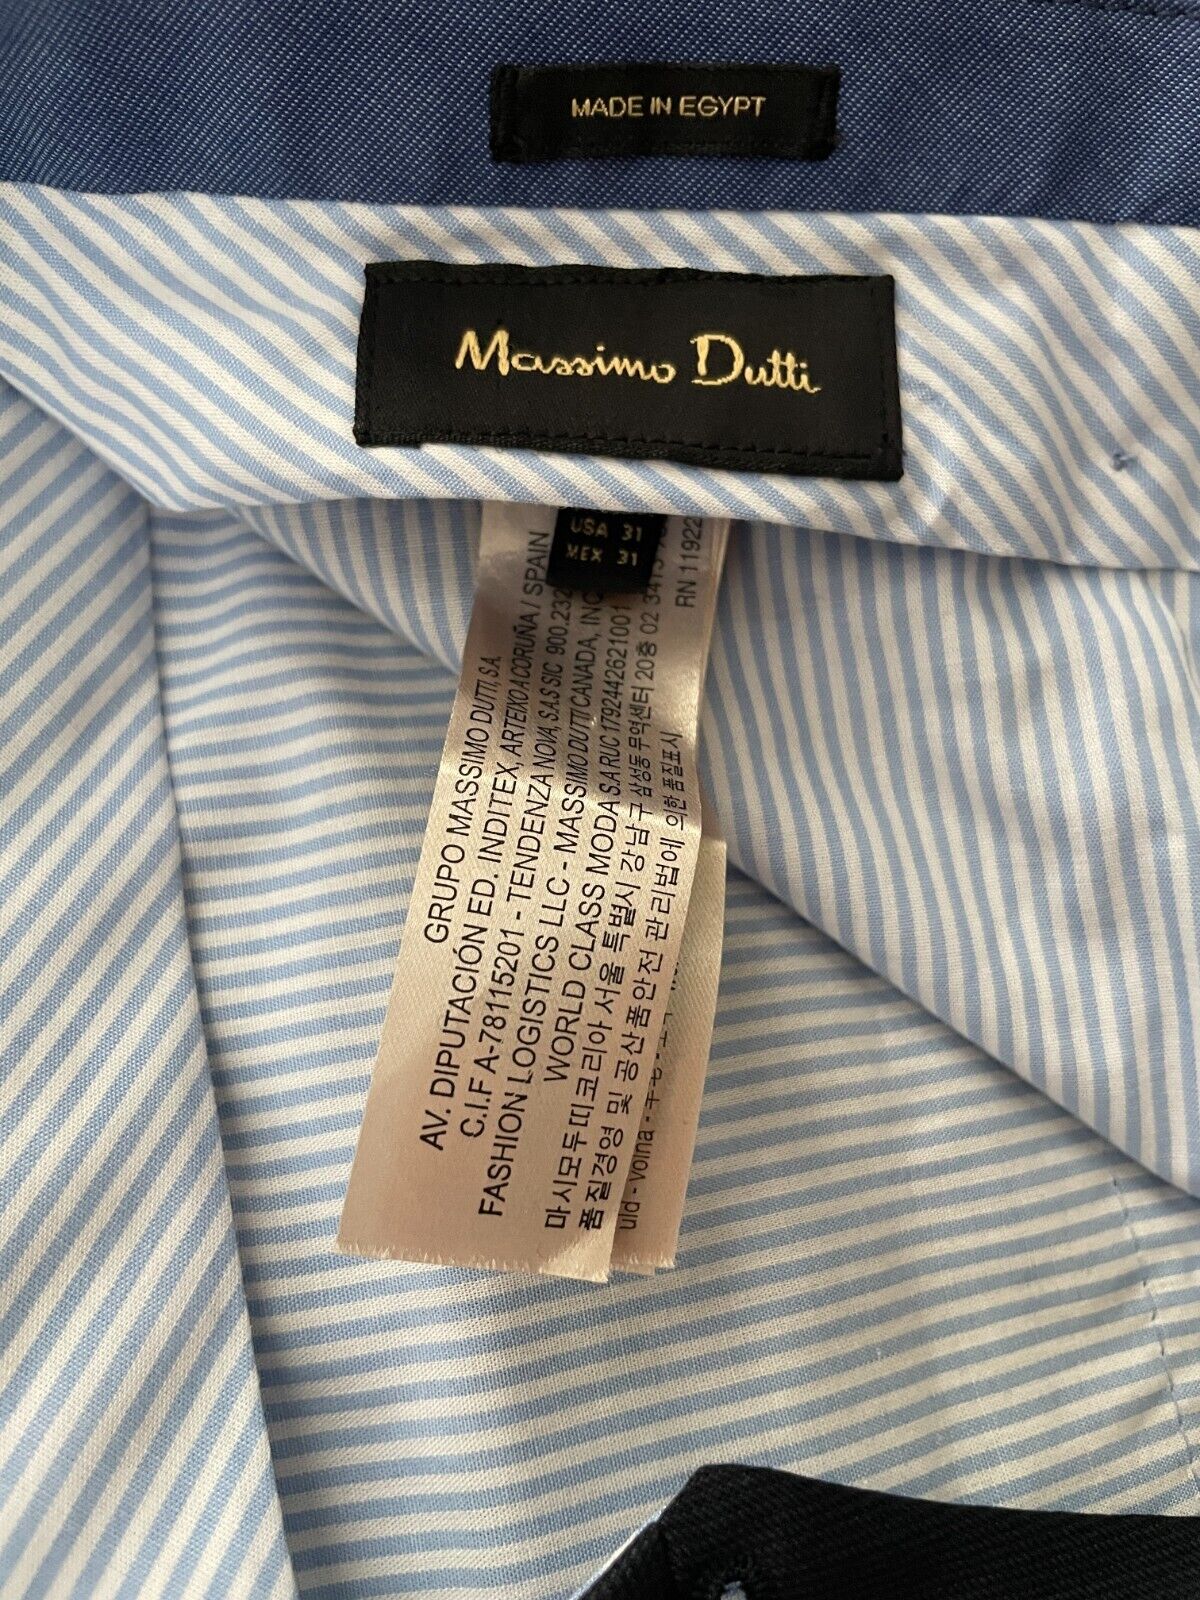 MADE IN EGYPT
Massimo Dutti
USA 31
MEX 31
GRUPO MASSIMO DUTTI, S.A
AV. DIPUTACIÓN ED. INDITEX, ARTEIXO A CORUÑA / SPAIN
C.I.F A-78115201 - TENDENZA NOVA, S.A.S SIC 900.232
FASHION LOGISTICS LLC - MASSIMO DUTTI CANADA, INC
WORLD CLASS MODA S.A RUC 1792442621001
마시모두띠코리아 서울 특별시 강남구 삼성동 무역센터 20층 02 3413
품질경영 및 공산품안전 관리법에 의한 품질표시
RN 11922
uld - Volna -